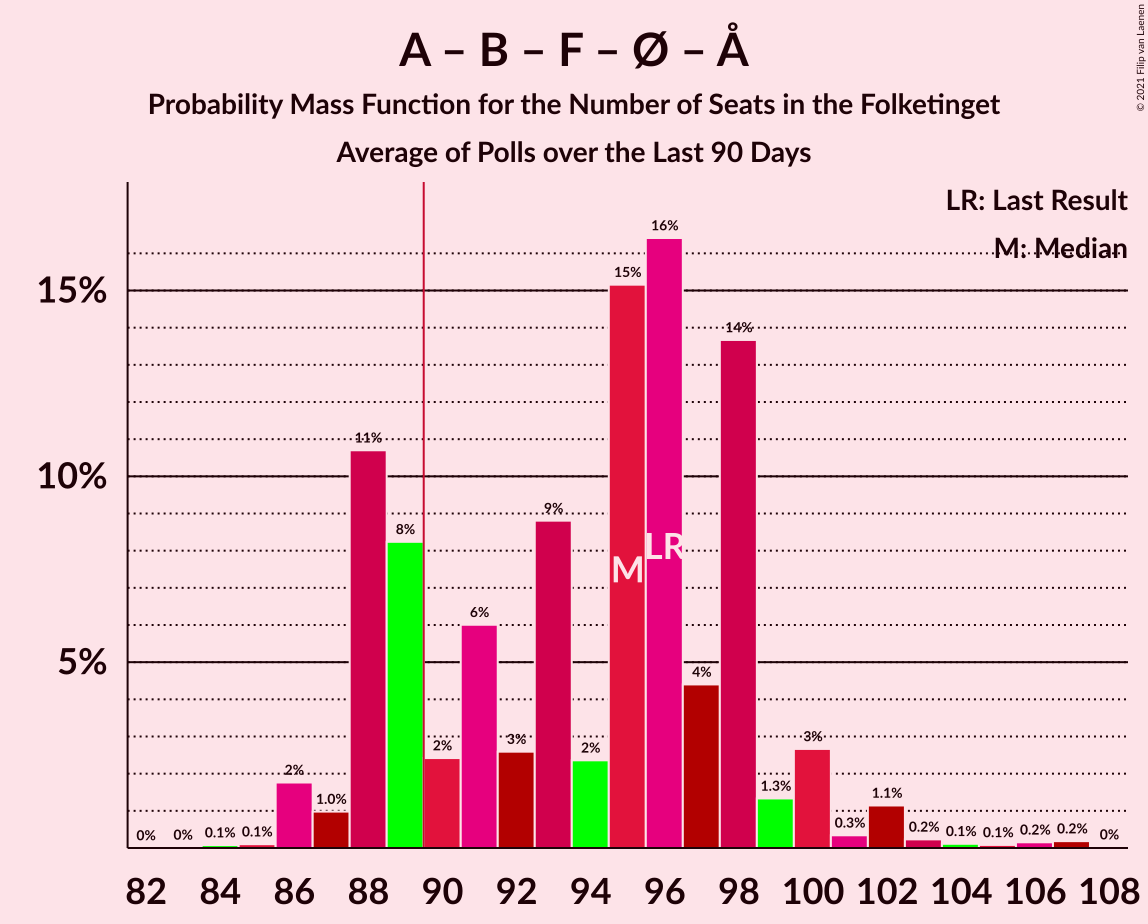 A – B – F – Ø – Å
Probability Mass Function for the Number of Seats in the Folketinget
Average of Polls over the Last 90 Days
© 2021 Filip van Laenen
LR: Last Result
M: Median
15%
10%
5%
0% 0% 0.1% 0.1% 2% 1.0% 11% 8% 2% 6% 3% 9% 2% 15% 16% 4% 14% 1.3% 3% 0.3% 1.1% 0.2% 0.1% 0.1% 0.2% 0.2% 0%
M LR
82 84 86 88 90 92 94 96 98 100 102 104 106 108